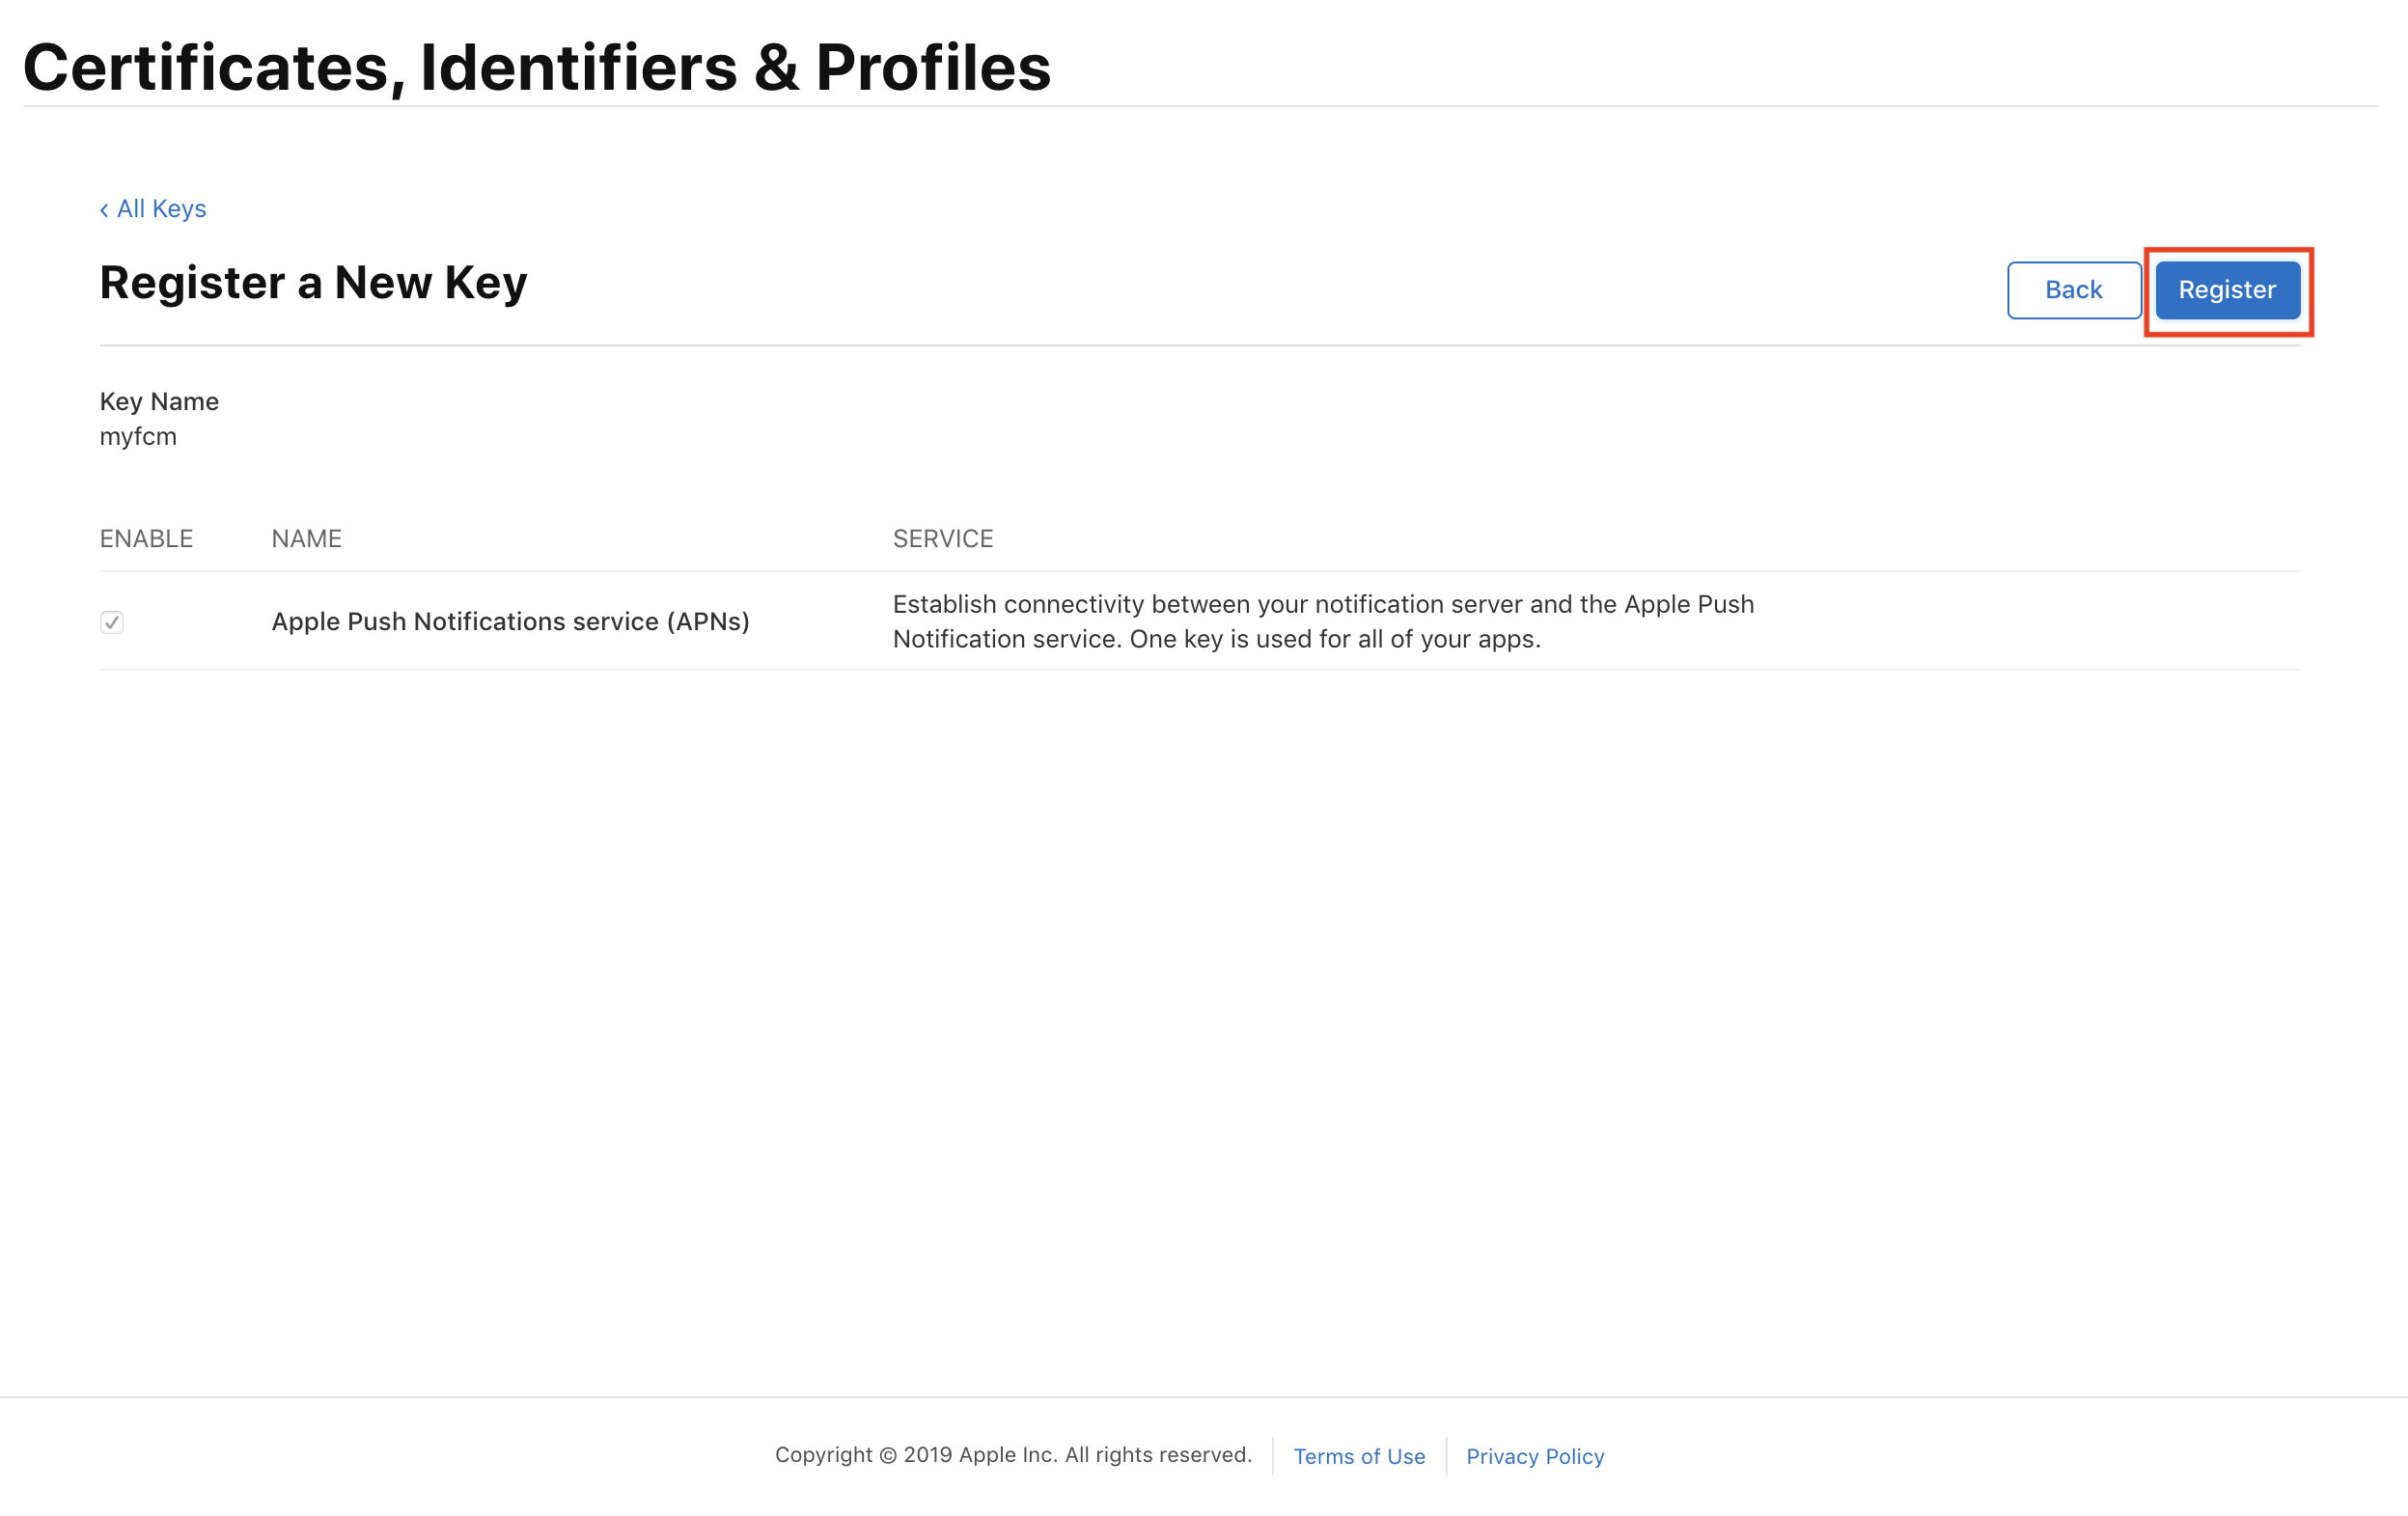 Certificates, Identifiers & Profiles
‹ All Keys
Register a New Key
Back
Register
Key Name
myfcm
ENABLE NAME SERVICE
Apple Push Notifications service (APNs)
Establish connectivity between your notification server and the Apple Push
Notification service. One key is used for all of your apps.
Copyright © 2019 Apple Inc. All rights reserved. Terms of Use Privacy Policy